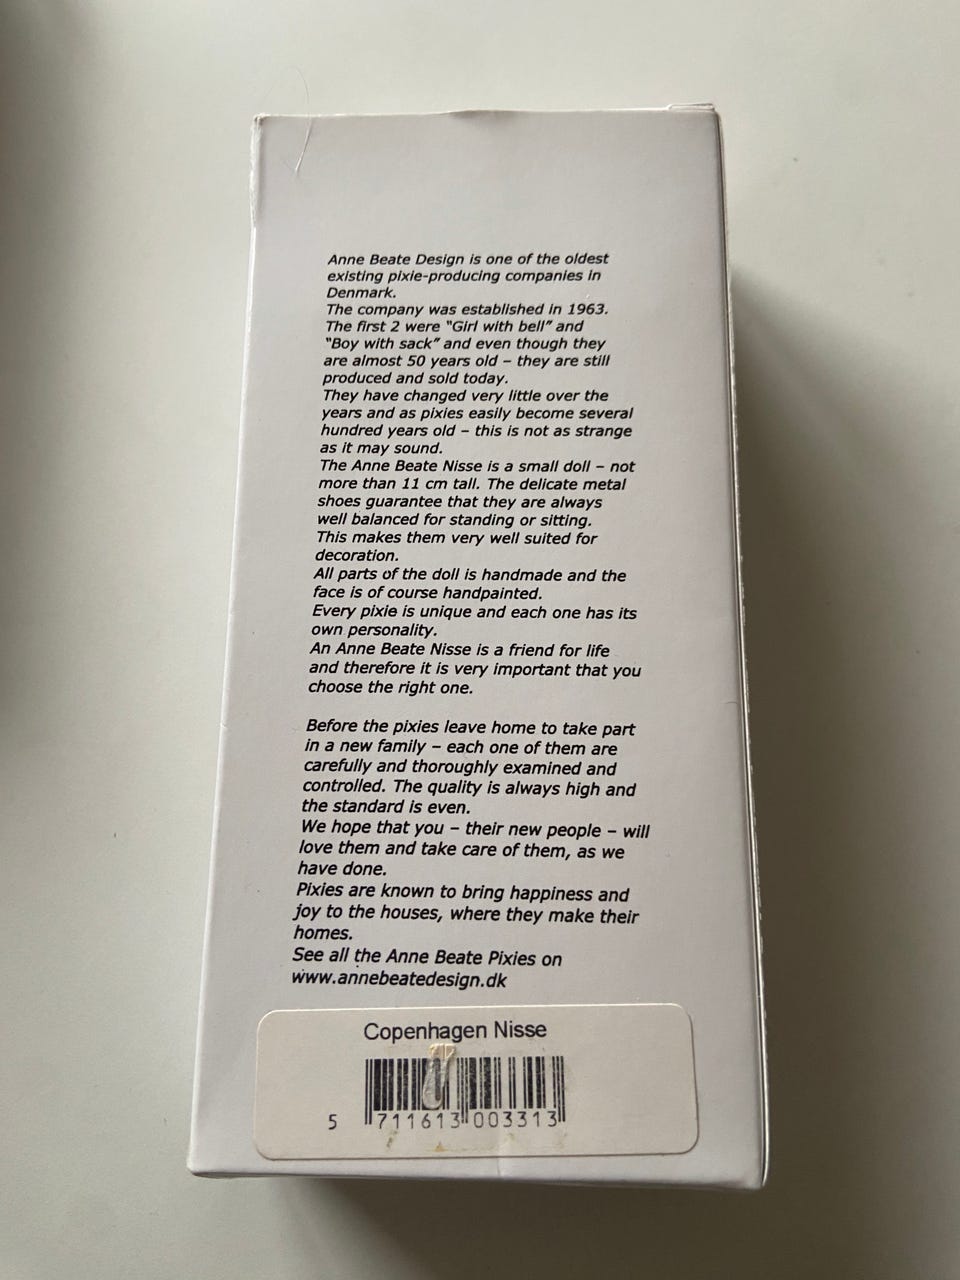 Anne Beate Design is one of the oldest
existing pixie-producing companies in
Denmark.
The company was established in 1963.
The first 2 were "Girl with bell" and
"Boy with sack" and even though they
are almost 50 years old – they are still
produced and sold today.
They have changed very little over the
years and as pixies easily become several
hundred years old – this is not as strange
as it may sound.
The Anne Beate Nisse is a small doll – not
more than 11 cm tall. The delicate metal
shoes guarantee that they are always
well balanced for standing or sitting.
This makes them very well suited for
decoration.
All parts of the doll is handmade and the
face is of course handpainted.
Every pixie is unique and each one has its
own personality.
An Anne Beate Nisse is a friend for life
and therefore it is very important that you
choose the right one.
Before the pixies leave home to take part
in a new family – each one of them are
carefully and thoroughly examined and
controlled. The quality is always high and
the standard is even.
We hope that you – their new people – will
love them and take care of them, as we
have done.
Pixies are known to bring happiness and
joy to the houses, where they make their
homes.
See all the Anne Beate Pixies on
www.annebeatedesign.dk
Copenhagen Nisse
5 711613 003313